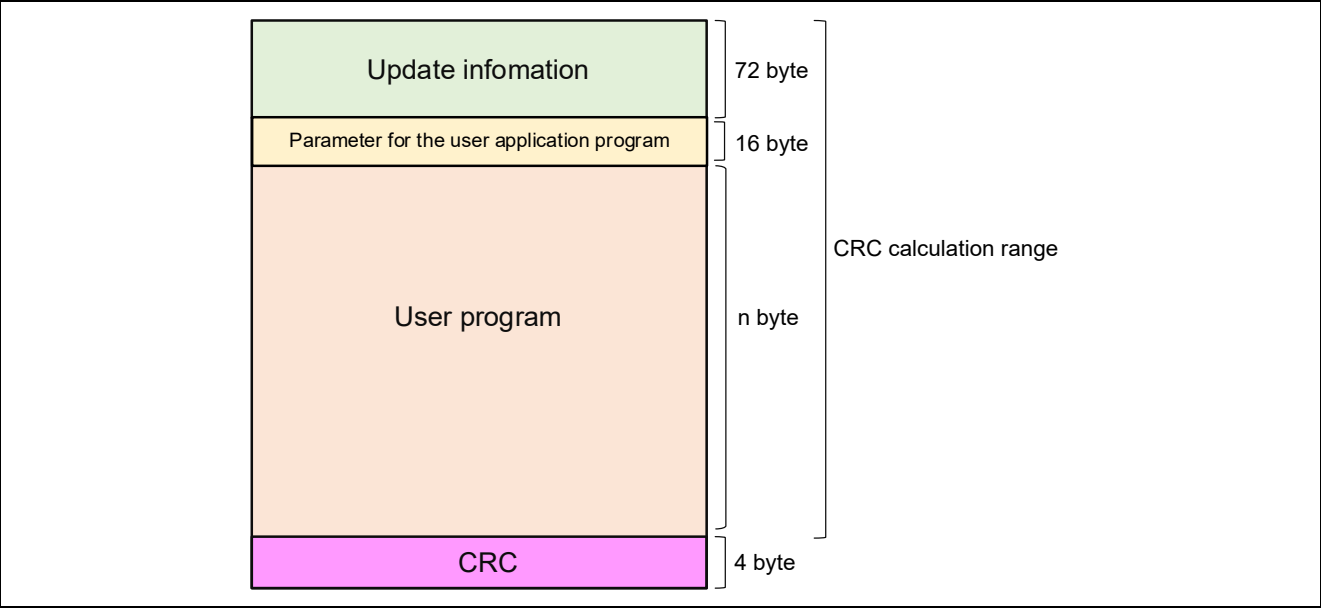 Update infomation
72 byte
Parameter for the user application program
16 byte
CRC calculation range
User program
n byte
CRC
4 byte